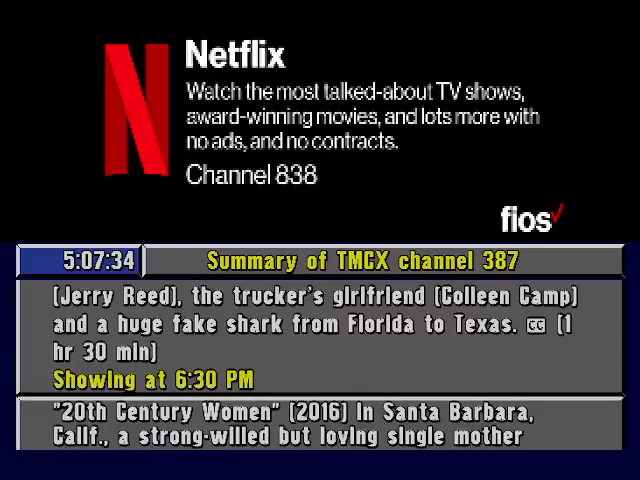 N
Netflix
Watch the most talked-about TV shows,
award-winning movies, and lots more with
no ads, and no contracts.
Channel 838
fios✓
5:07:34
Summary of TMCX channel 387
(Jerry Reed), the trucker's girlfriend (Colleen Camp)
and a huge fake shark from Florida to Texas. CC (1
hr 30 min)
Showing at 6:30 PM
"20th Century Women" (2016) In Santa Barbara,
Calif., a strong-willed but loving single mother